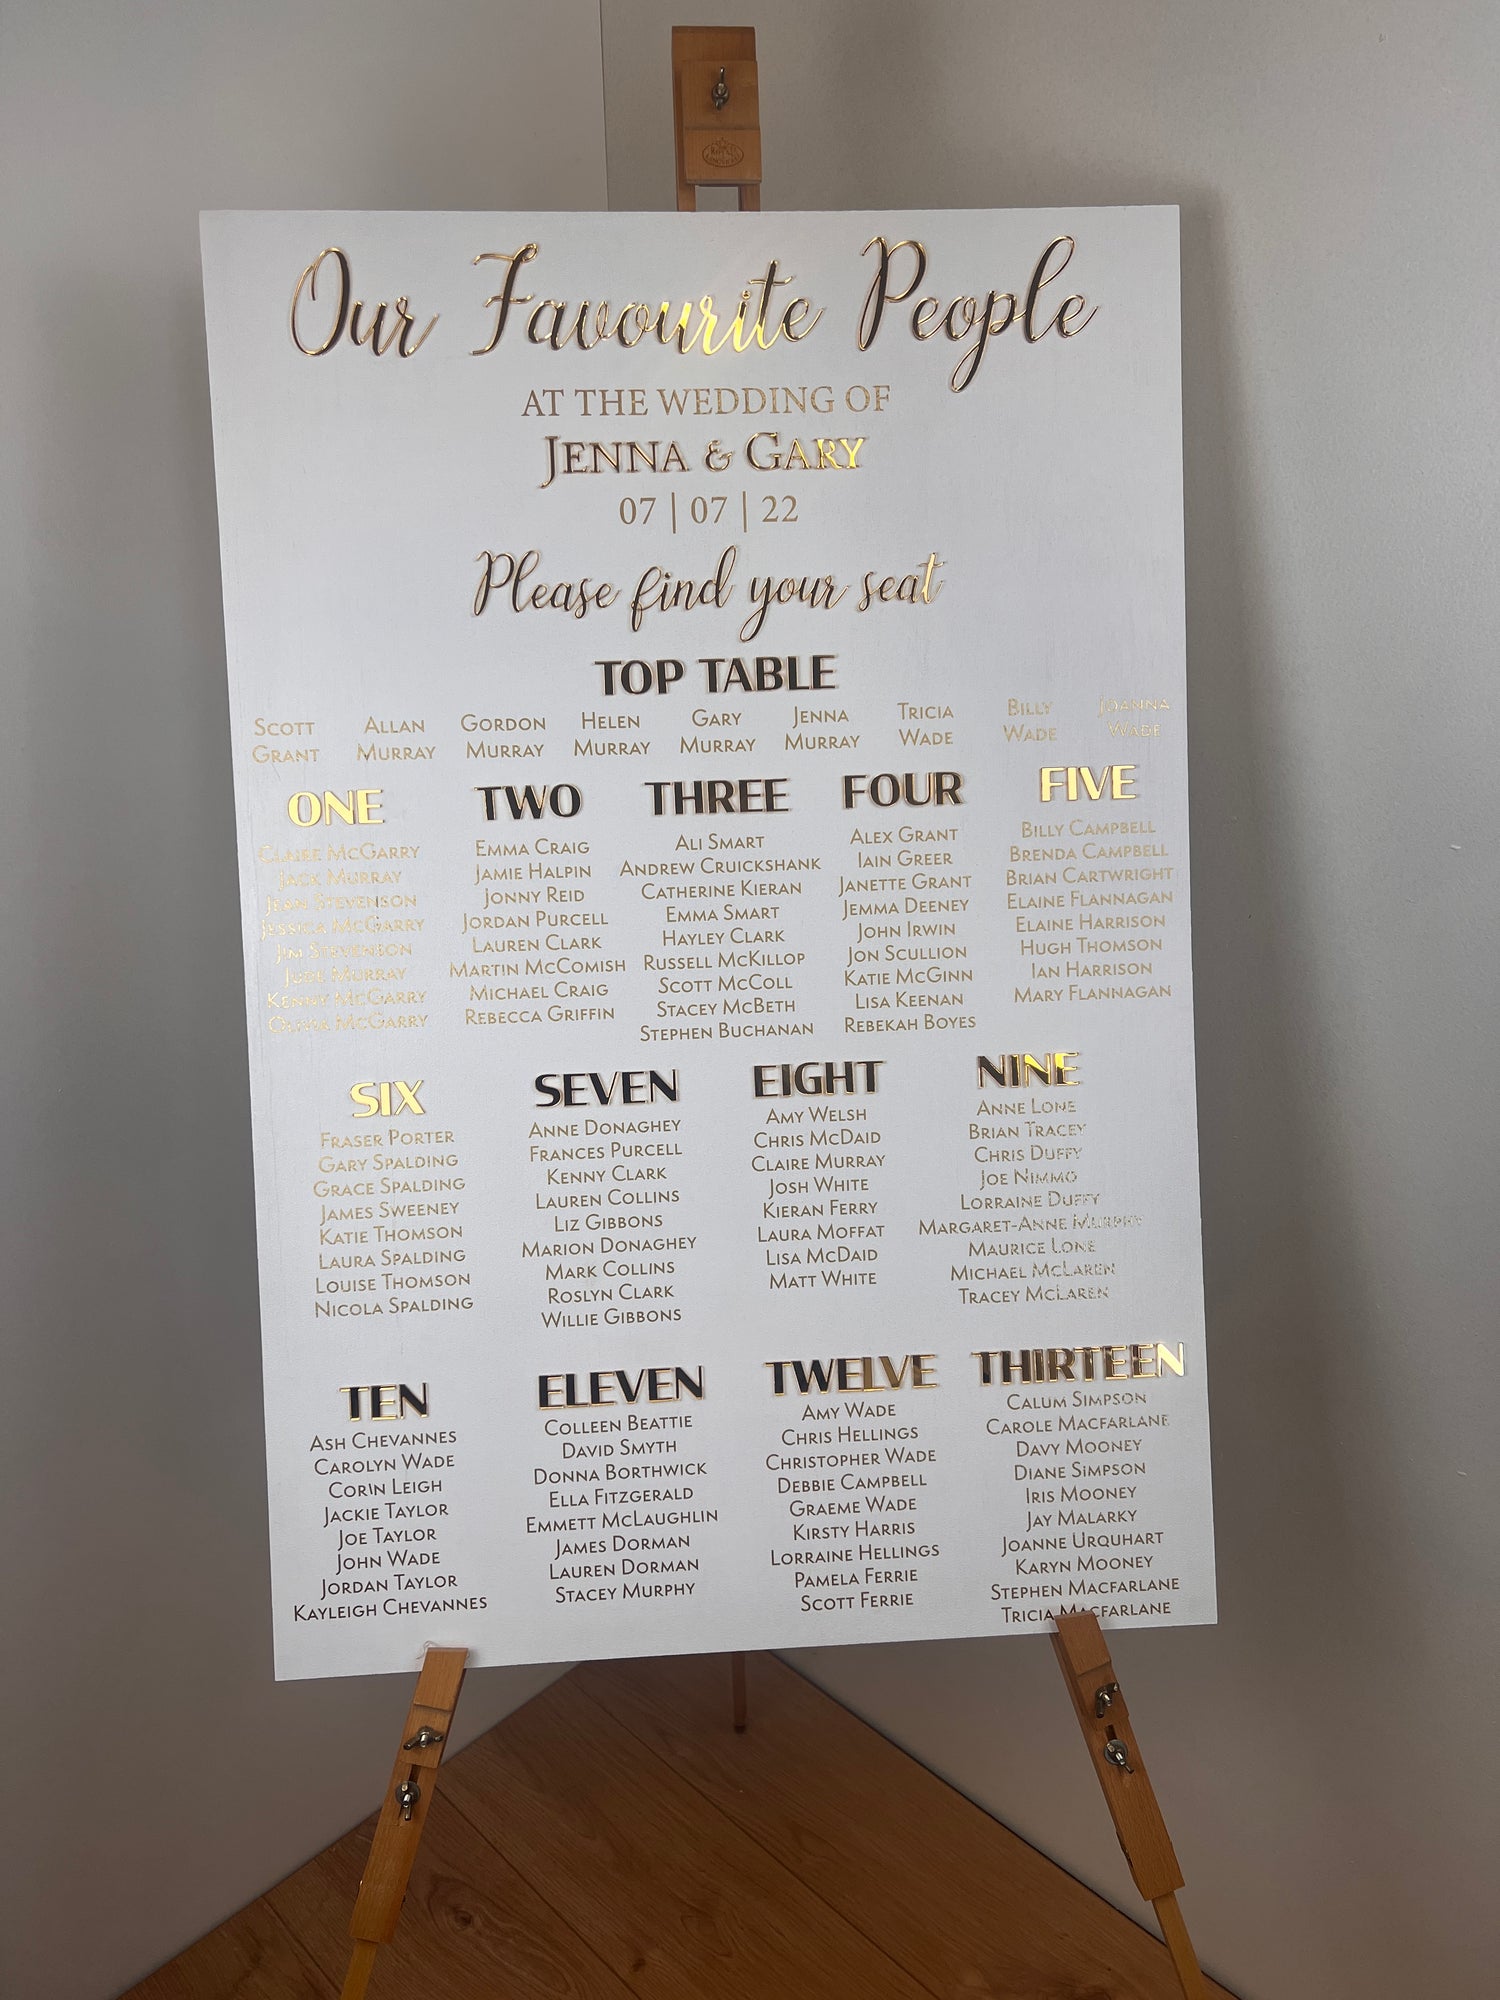 Our Favourite People
AT THE WEDDING OF
JENNA & GARY
07 | 07 | 22
Please find your seat
TOP TABLE
SCOTT GRANT
ALLAN MURRAY
GORDON MURRAY
HELEN MURRAY
GARY MURRAY
JENNA MURRAY
TRICIA WADE
BILLY WADE
JOANNA WADE
ONE
CLAIRE MCGARRY
JACK MURRAY
JEAN STEVENSON
JESSICA MCGARRY
JIM STEVENSON
JUDE MURRAY
KENNY MCGARRY
OLIVIA MCGARRY
TWO
EMMA CRAIG
JAMIE HALPIN
JONNY REID
JORDAN PURCELL
LAUREN CLARK
MARTIN MCCOMISH
MICHAEL CRAIG
REBECCA GRIFFIN
THREE
ALI SMART
ANDREW CRUICKSHANK
CATHERINE KIERAN
EMMA SMART
HAYLEY CLARK
RUSSELL MCKILLOP
SCOTT MCCOLL
STACEY MCBETH
STEPHEN BUCHANAN
FOUR
ALEX GRANT
IAIN GREER
JANETTE GRANT
JEMMA DEENEY
JOHN IRWIN
JON SCULLION
KATIE MCGINN
LISA KEENAN
REBEKAH BOYES
FIVE
BILLY CAMPBELL
BRENDA CAMPBELL
BRIAN CARTWRIGHT
ELAINE FLANNAGAN
ELAINE HARRISON
HUGH THOMSON
IAN HARRISON
MARY FLANNAGAN
SIX
FRASER PORTER
GARY SPALDING
GRACE SPALDING
JAMES SWEENEY
KATIE THOMSON
LAURA SPALDING
LOUISE THOMSON
NICOLA SPALDING
SEVEN
ANNE DONAGHEY
FRANCES PURCELL
KENNY CLARK
LAUREN COLLINS
LIZ GIBBONS
MARION DONAGHEY
MARK COLLINS
ROSLYN CLARK
WILLIE GIBBONS
EIGHT
AMY WELSH
CHRIS MCDAID
CLAIRE MURRAY
JOSH WHITE
KIERAN FERRY
LAURA MOFFAT
LISA MCDAID
MATT WHITE
NINE
ANNE LONE
BRIAN TRACEY
CHRIS DUFFY
JOE NIMMO
LORRAINE DUFFY
MARGARET-ANNE MURPHY
MAURICE LONE
MICHAEL MCLAREN
TRACEY MCLAREN
TEN
ASH CHEVANNES
CAROLYN WADE
CORIN LEIGH
JACKIE TAYLOR
JOE TAYLOR
JOHN WADE
JORDAN TAYLOR
KAYLEIGH CHEVANNES
ELEVEN
COLLEEN BEATTIE
DAVID SMYTH
DONNA BORTHWICK
ELLA FITZGERALD
EMMETT MCLAUGHLIN
JAMES DORMAN
LAUREN DORMAN
STACEY MURPHY
TWELVE
AMY WADE
CHRIS HELLINGS
CHRISTOPHER WADE
DEBBIE CAMPBELL
GRAEME WADE
KIRSTY HARRIS
LORRAINE HELLINGS
PAMELA FERRIE
SCOTT FERRIE
THIRTEEN
CALUM SIMPSON
CAROLE MACFARLANE
DAVY MOONEY
DIANE SIMPSON
IRIS MOONEY
JAY MALARKY
JOANNE URQUHART
KARYN MOONEY
STEPHEN MACFARLANE
TRICIA MACFARLANE